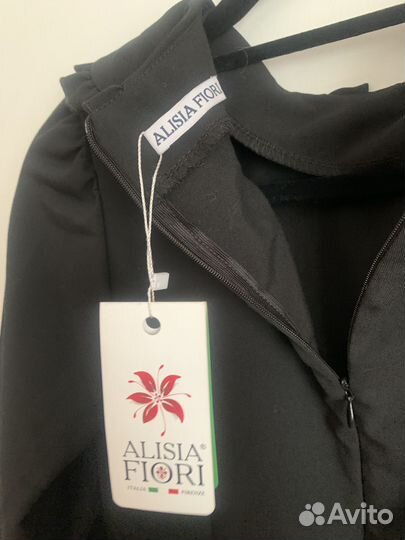 ALISIA FIORI
ALISIA®
FIORI
ITALIA FIRENZE
Avito